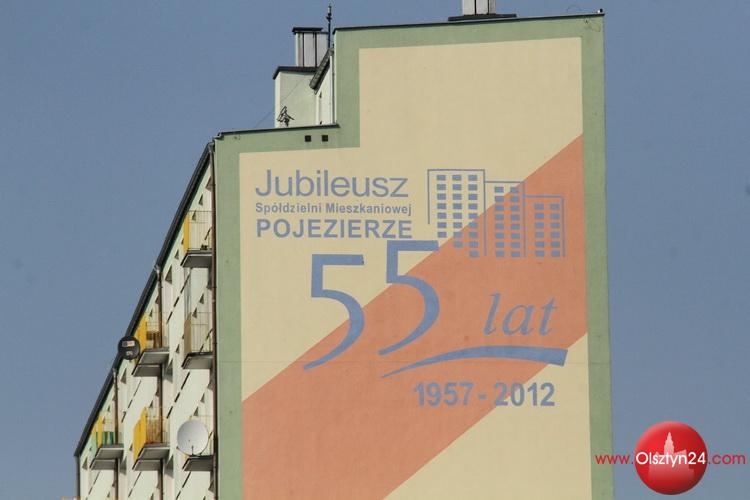 Jubileusz
Spółdzielni Mieszkaniowej
POJEZIERZE
55 lat
1957-2012
www.Olsztyn24.com